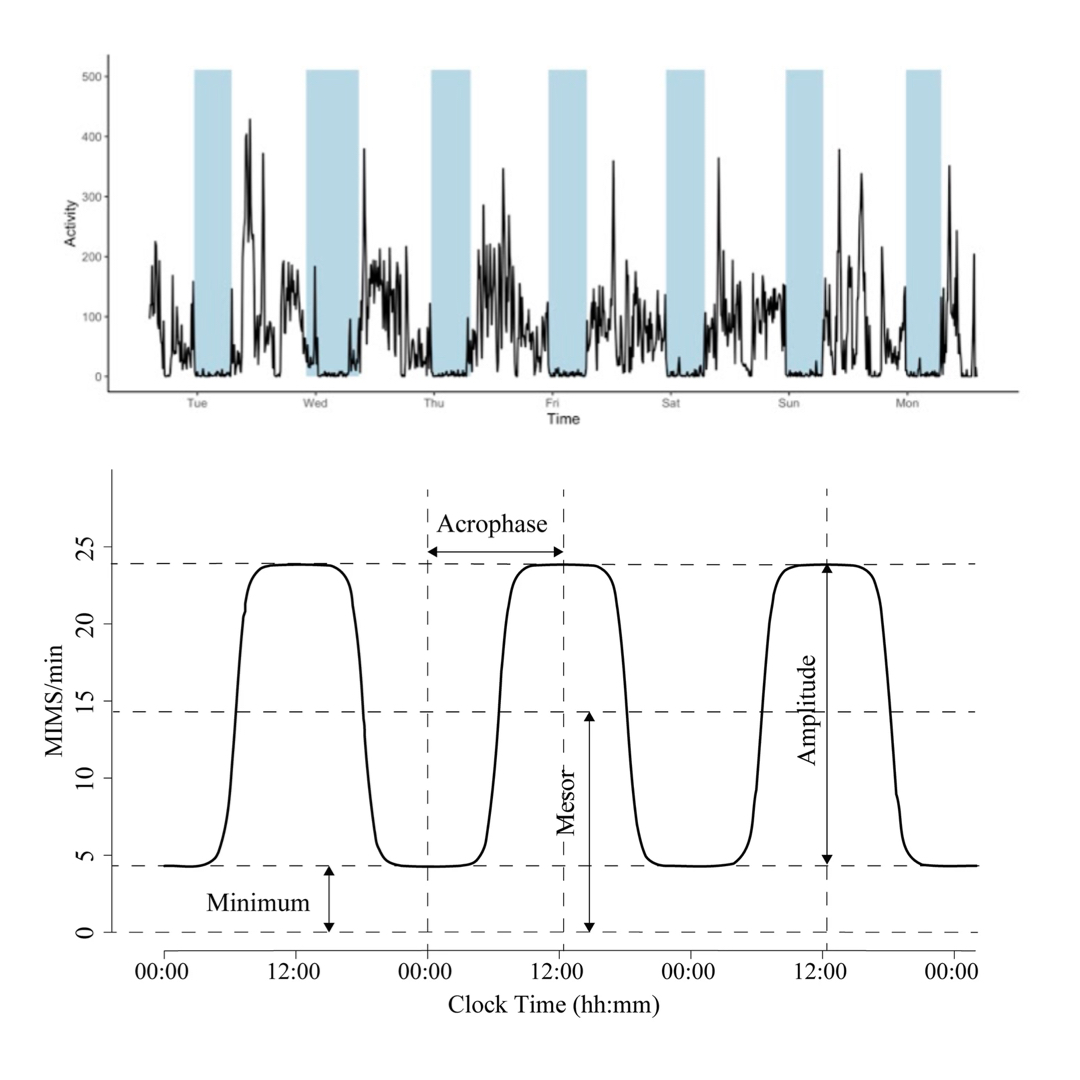 500
400
300
200
100
0
Activity
Tue Wed Thu Fri Sat Sun Mon
Time
Acrophase
25
20
15
10
5
0
MIMS/min
Amplitude
Mesor
Minimum
00:00 12:00 00:00 12:00 00:00 12:00 00:00
Clock Time (hh:mm)